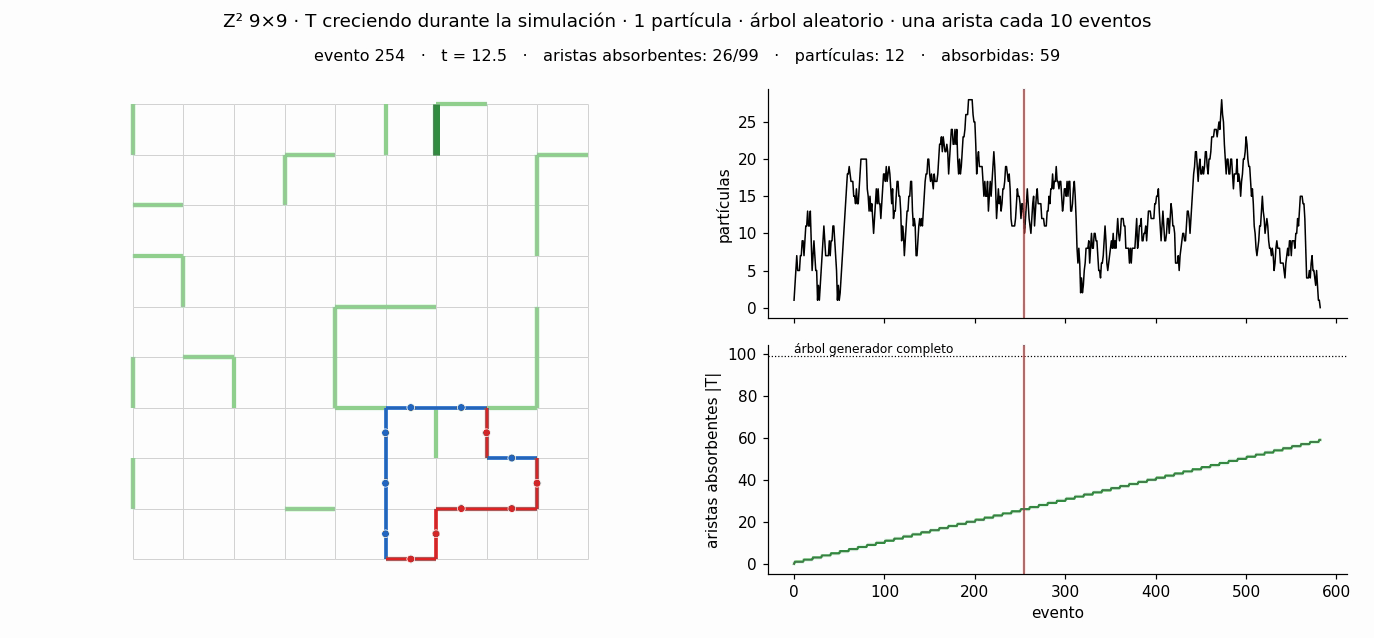 Z² 9×9 · T creciendo durante la simulación · 1 partícula · árbol aleatorio · una arista cada 10 eventos
evento 254 · t = 12.5 · aristas absorbentes: 26/99 · partículas: 12 · absorbidas: 59
partículas
25
20
15
10
5
0
árbol generador completo
aristas absorbentes |T|
100
80
60
40
20
0
0 100 200 300 400 500 600
evento